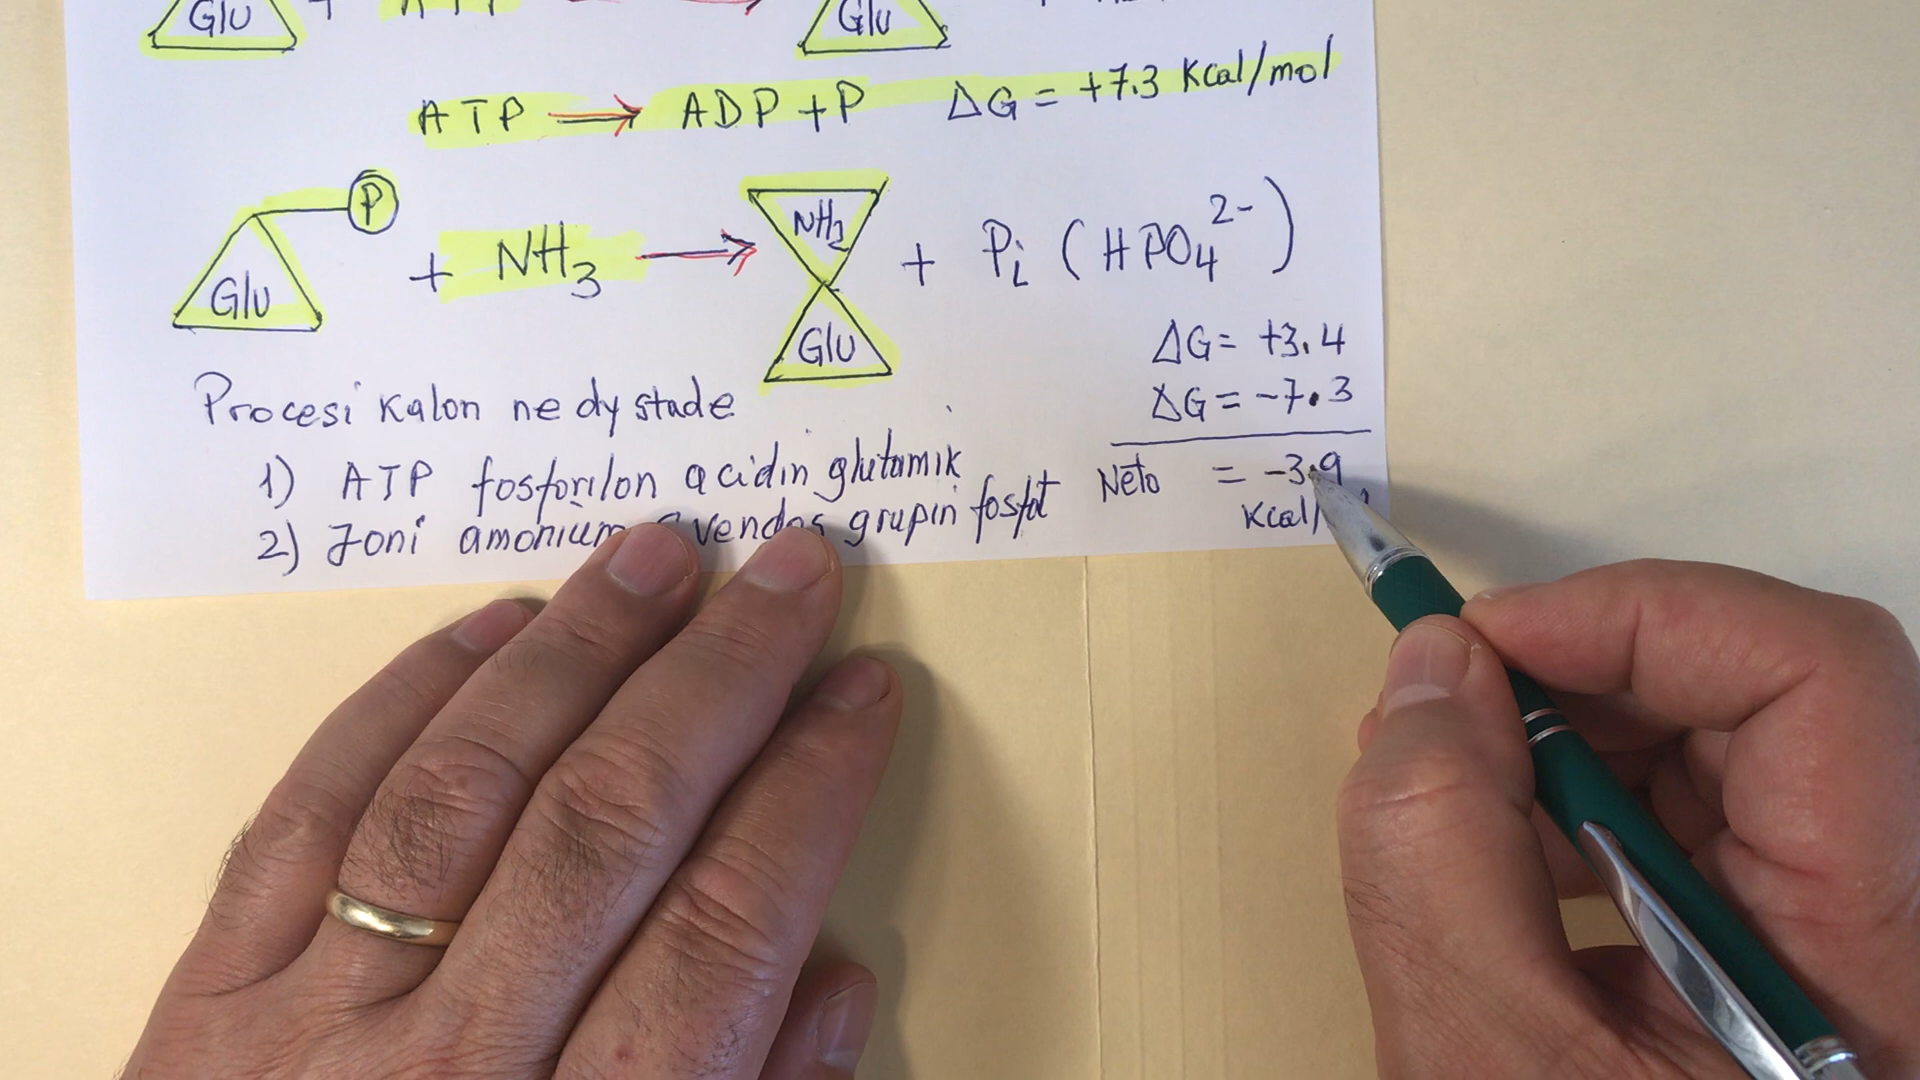 Glu + Glu +
ATP → ADP + P ΔG = +7.3 Kcal/mol
Glu P + NH3 → NH2 Glu + Pi (HPO4 2-)
ΔG = +3.4
ΔG = -7.3
Procesi kalon ne dy stade
1) ATP fosforilon acidin glutamik
Neto = -3.9
Kcal/
2) Joni amonium vendos grupin fosfat